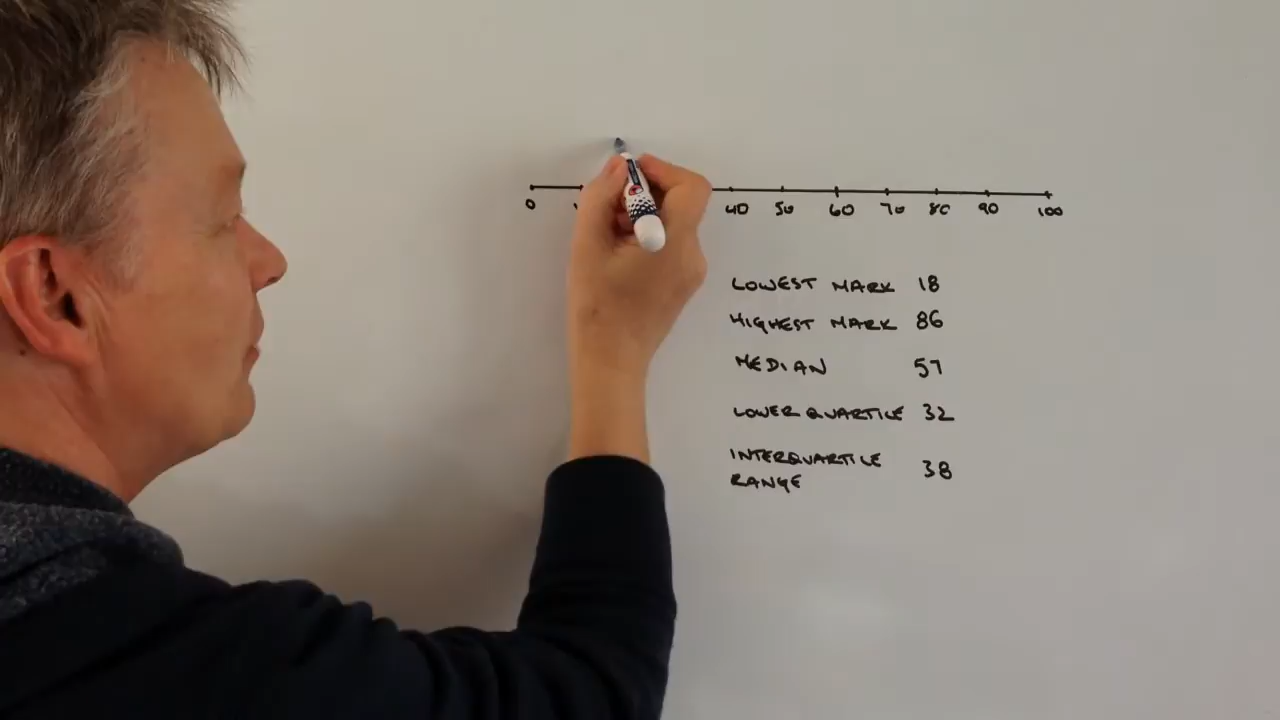 0 40 50 60 70 80 90 100
LOWEST MARK 18
HIGHEST MARK 86
MEDIAN 57
LOWER QUARTILE 32
INTERQUARTILE
RANGE 38